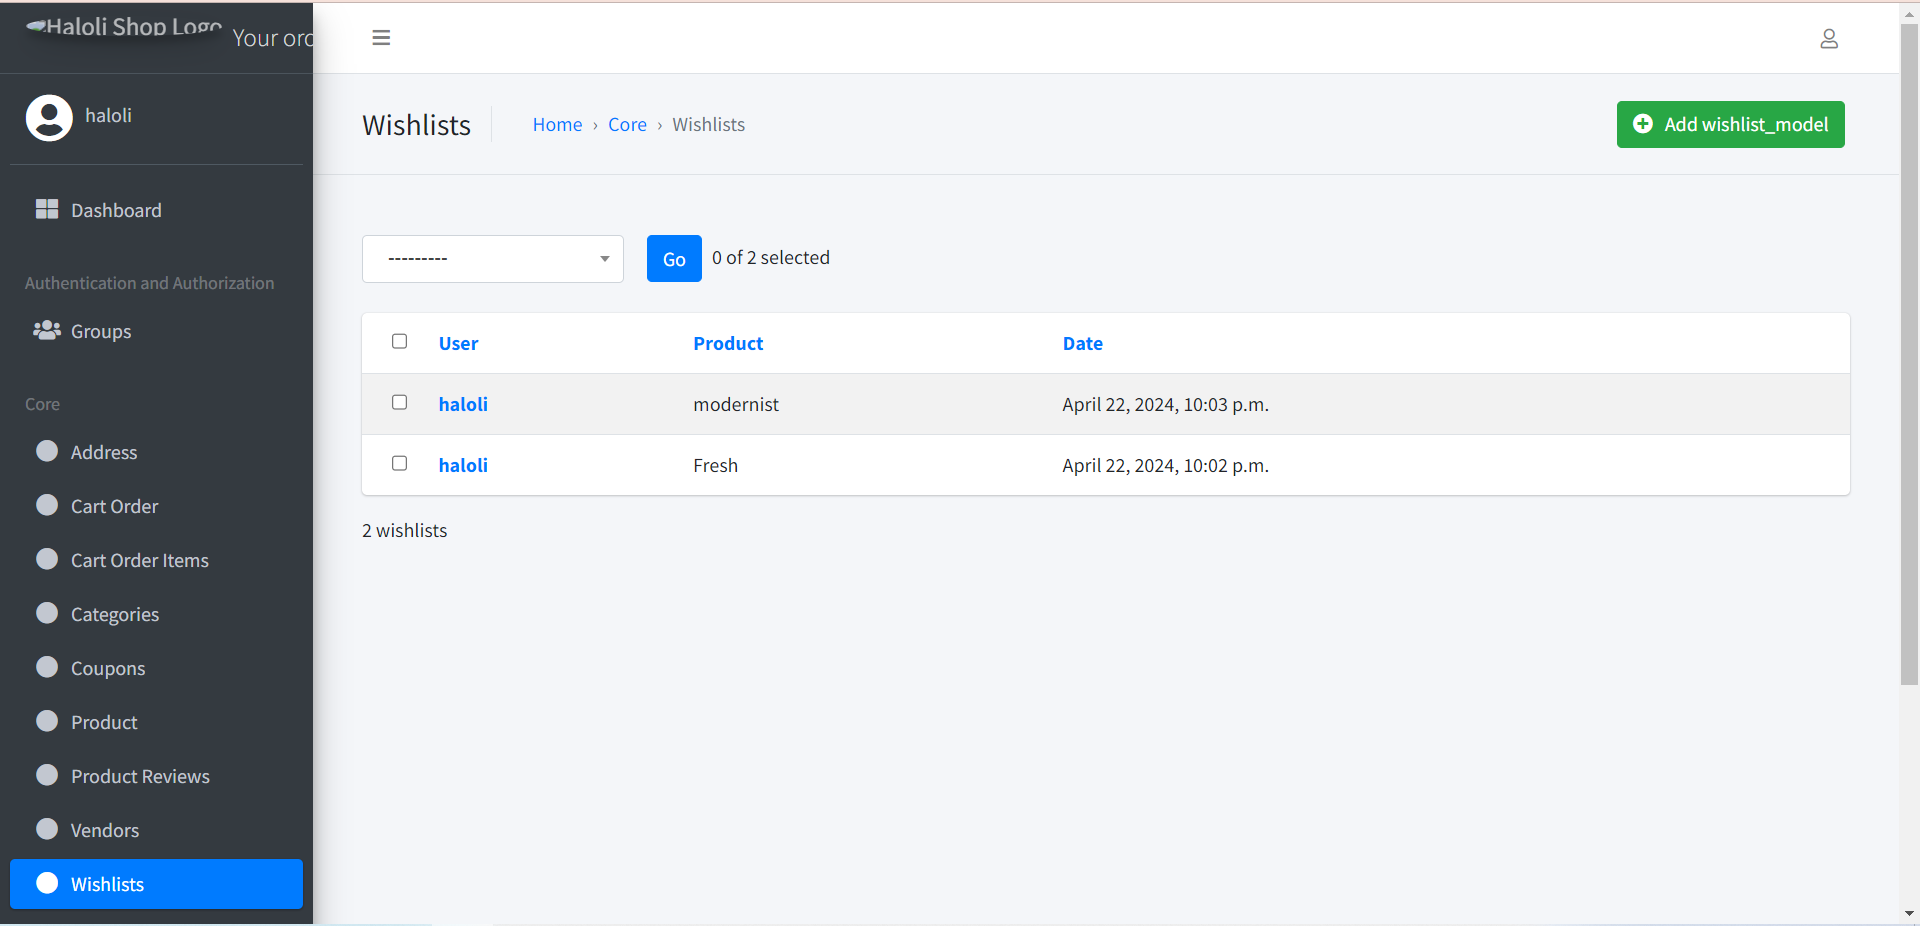 Haloli Shop Logo
Your orc
haloli
Dashboard
Authentication and Authorization
Groups
Core
Address
Cart Order
Cart Order Items
Categories
Coupons
Product
Product Reviews
Vendors
Wishlists
Wishlists
Home › Core › Wishlists
Add wishlist_model
---------
Go
0 of 2 selected
User Product Date
haloli modernist April 22, 2024, 10:03 p.m.
haloli Fresh April 22, 2024, 10:02 p.m.
2 wishlists